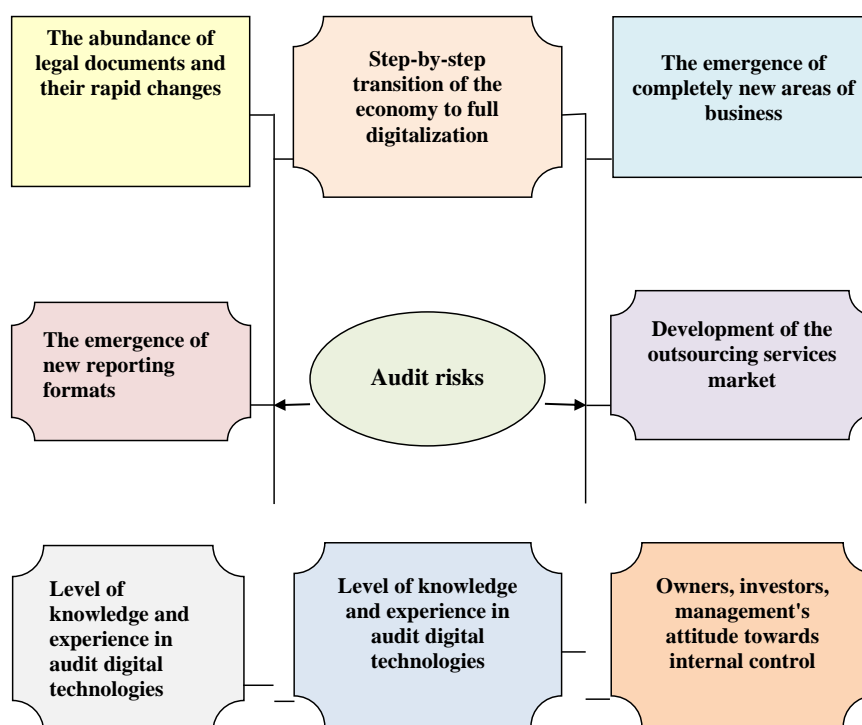 The abundance of
legal documents and
their rapid changes
Step-by-step
transition of the
economy to full
digitalization
The emergence of
completely new areas of
business
The emergence of
new reporting
formats
Audit risks
Development of the
outsourcing services
market
Level of
knowledge and
experience in
audit digital
technologies
Level of knowledge
and experience in
audit digital
technologies
Owners, investors,
management's
attitude towards
internal control